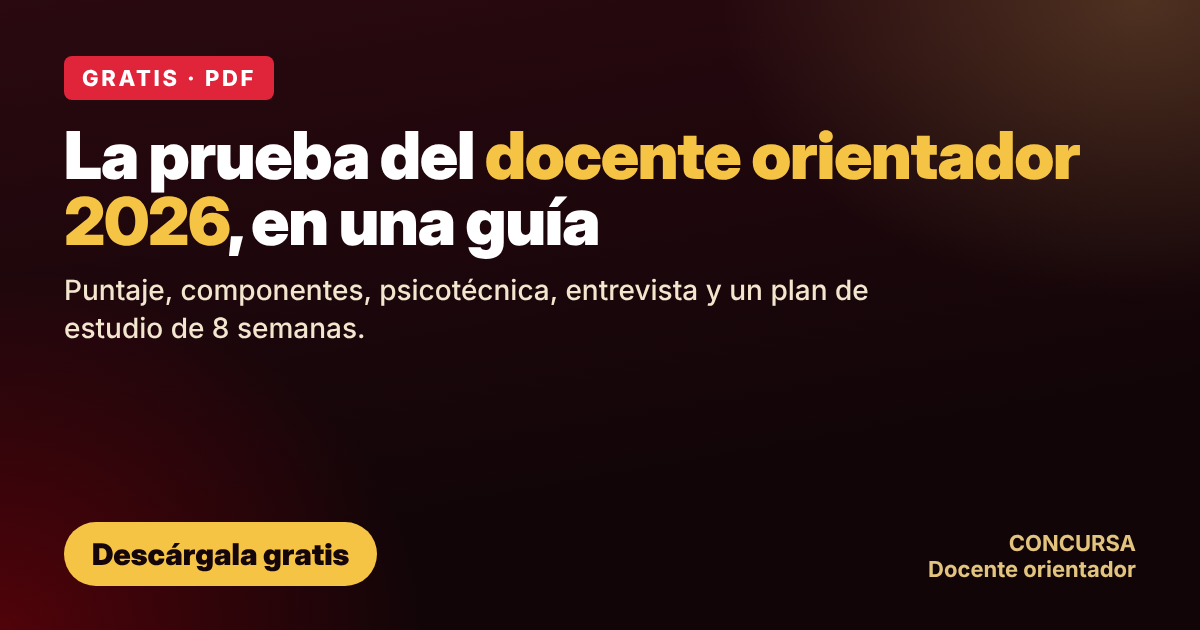 GRATIS · PDF
La prueba del docente orientador
2026, en una guía
Puntaje, componentes, psicotécnica, entrevista y un plan de
estudio de 8 semanas.
Descárgala gratis
CONCURSA
Docente orientador